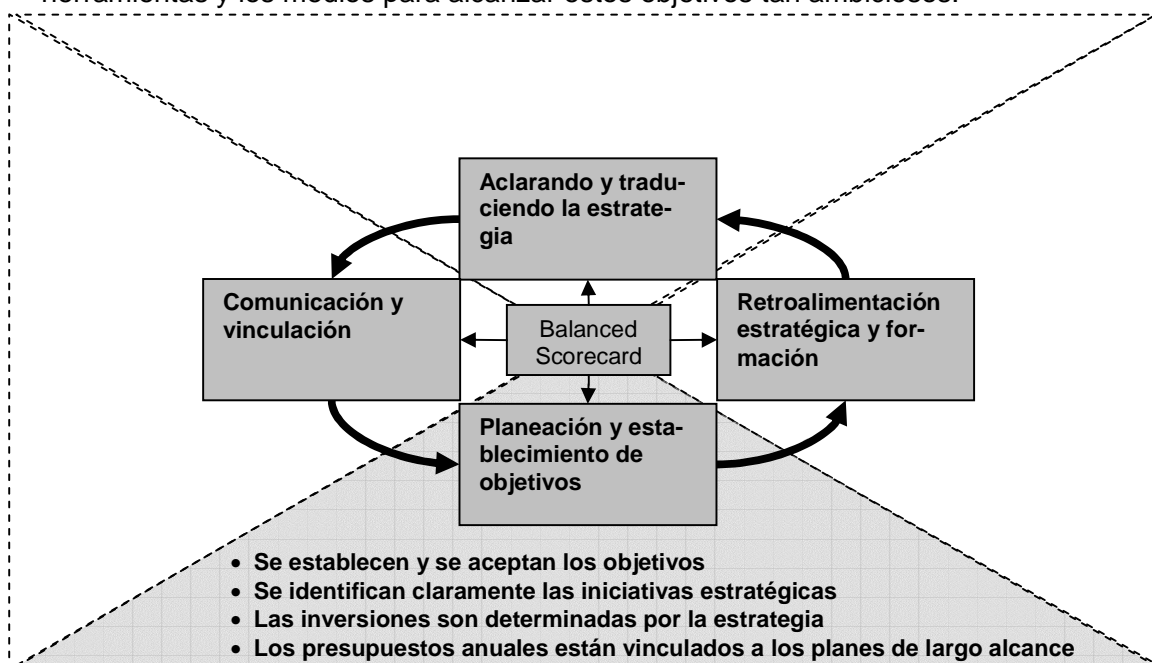 herramientas y los medios para alcanzar estos objetivos tan ambiciosos.
Aclarando y tradu-
ciendo la estrate-
gia
Comunicación y
vinculación
Balanced
Scorecard
Retroalimentación
estratégica y for-
mación
Planeación y esta-
blecimiento de
objetivos
• Se establecen y se aceptan los objetivos
• Se identifican claramente las iniciativas estratégicas
• Las inversiones son determinadas por la estrategia
• Los presupuestos anuales están vinculados a los planes de largo alcance